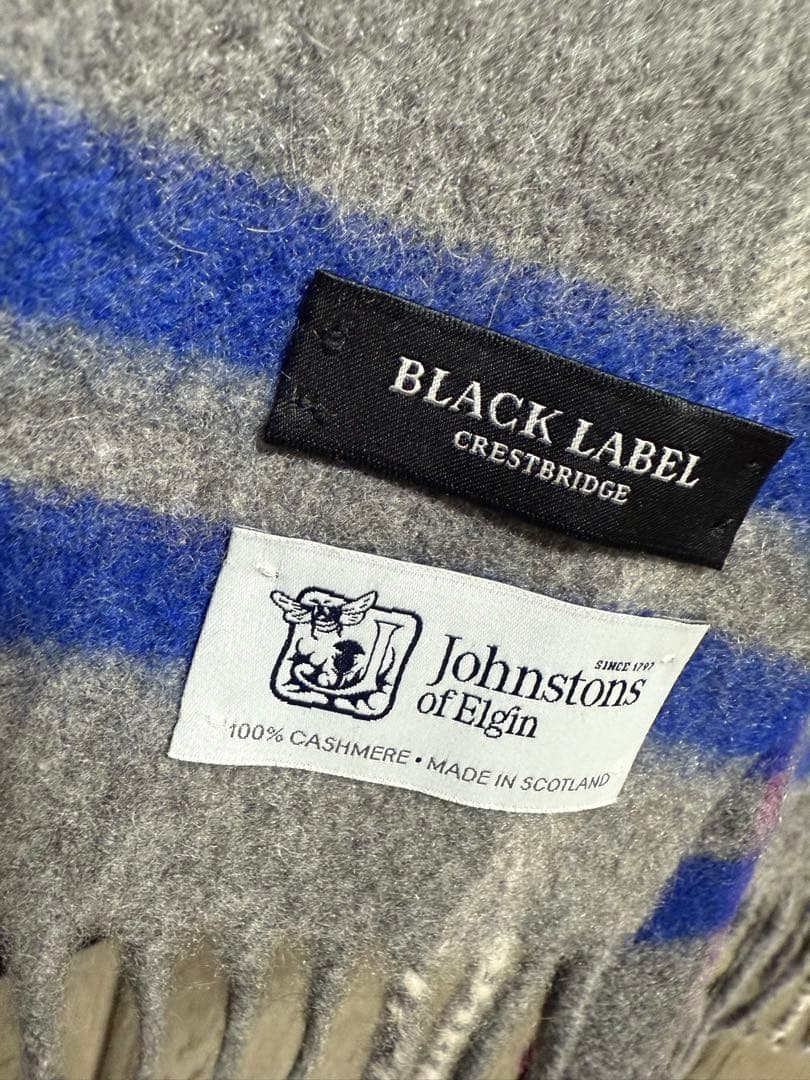 BLACK LABEL
CRESTBRIDGE
SINCE 1797
Johnstons
of Elgin
100% CASHMERE • MADE IN SCOTLAND